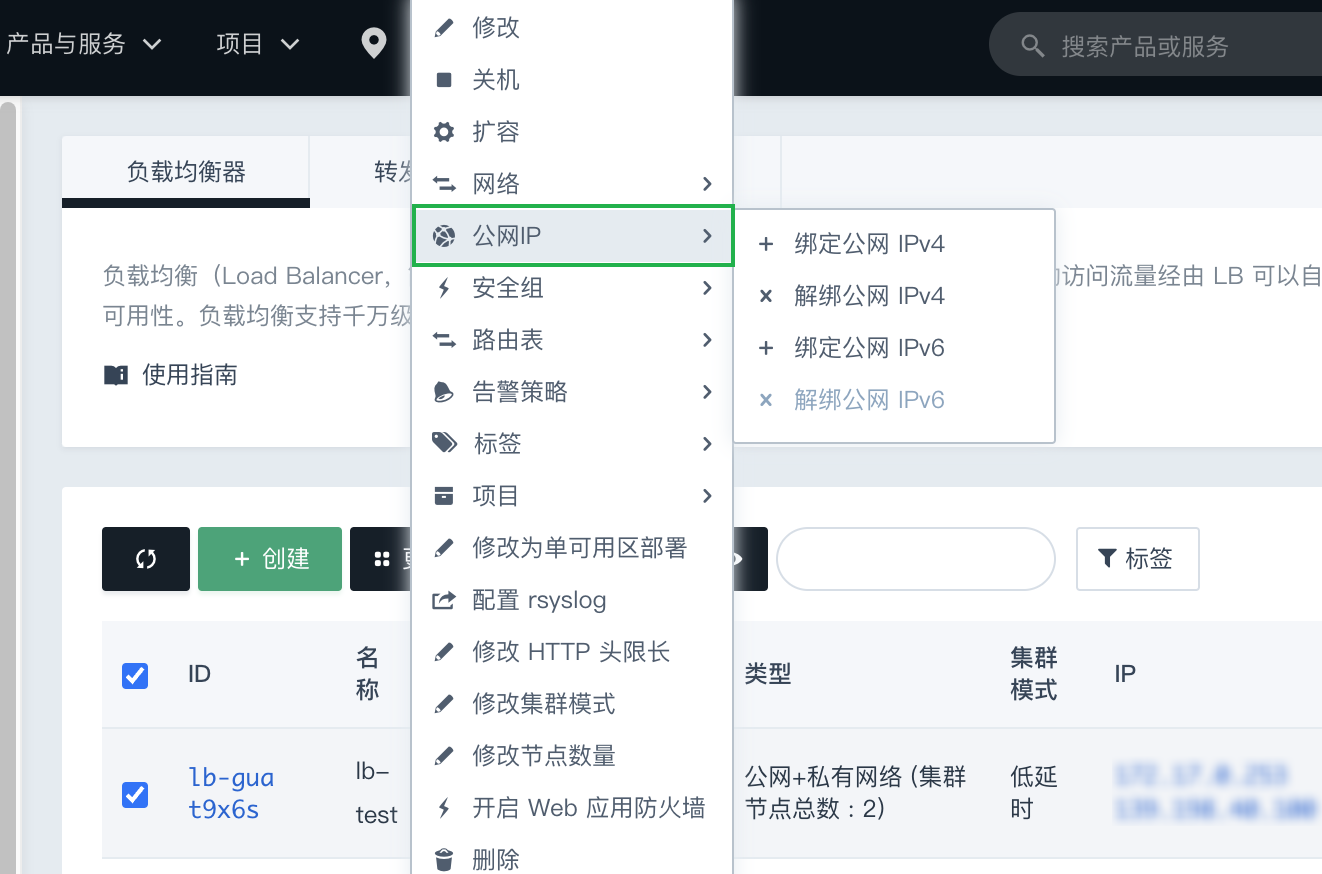 产品与服务
项目
搜索产品或服务
负载均衡器
转发
负载均衡（Load Balancer,
访问流量经由 LB 可以自
可用性。负载均衡支持千万级
使用指南
修改
关机
扩容
网络
公网IP
安全组
路由表
告警策略
标签
项目
修改为单可用区部署
配置 rsyslog
修改 HTTP 头限长
修改集群模式
修改节点数量
开启 Web 应用防火墙
删除
+ 绑定公网 IPv4
× 解绑公网 IPv4
+ 绑定公网 IPv6
× 解绑公网 IPv6
+ 创建
标签
ID
名
称
类型
集群
模式
IP
lb-gua
t9x6s
lb-
test
公网+私有网络 (集群
节点总数：2)
低延
时